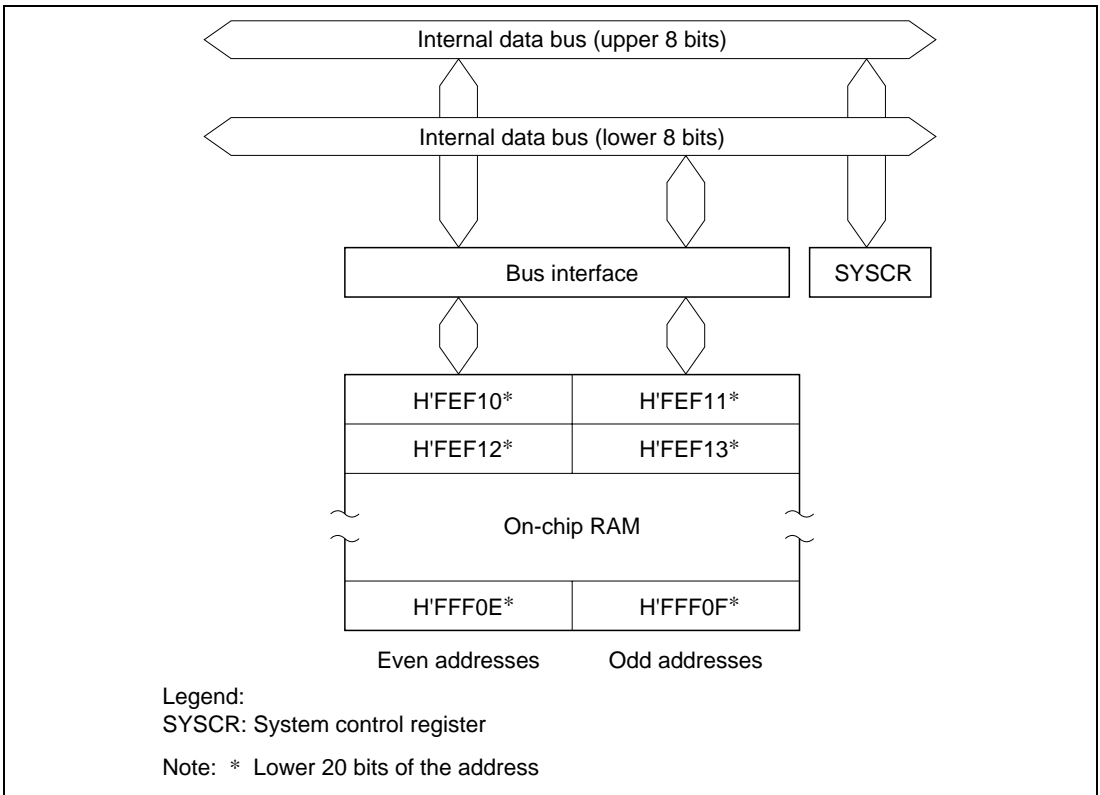 Internal data bus (upper 8 bits)
Internal data bus (lower 8 bits)
Bus interface
SYSCR
H'FEF10*
H'FEF11*
H'FEF12*
H'FEF13*
On-chip RAM
H'FFF0E*
H'FFF0F*
Even addresses
Odd addresses
Legend:
SYSCR: System control register
Note: * Lower 20 bits of the address